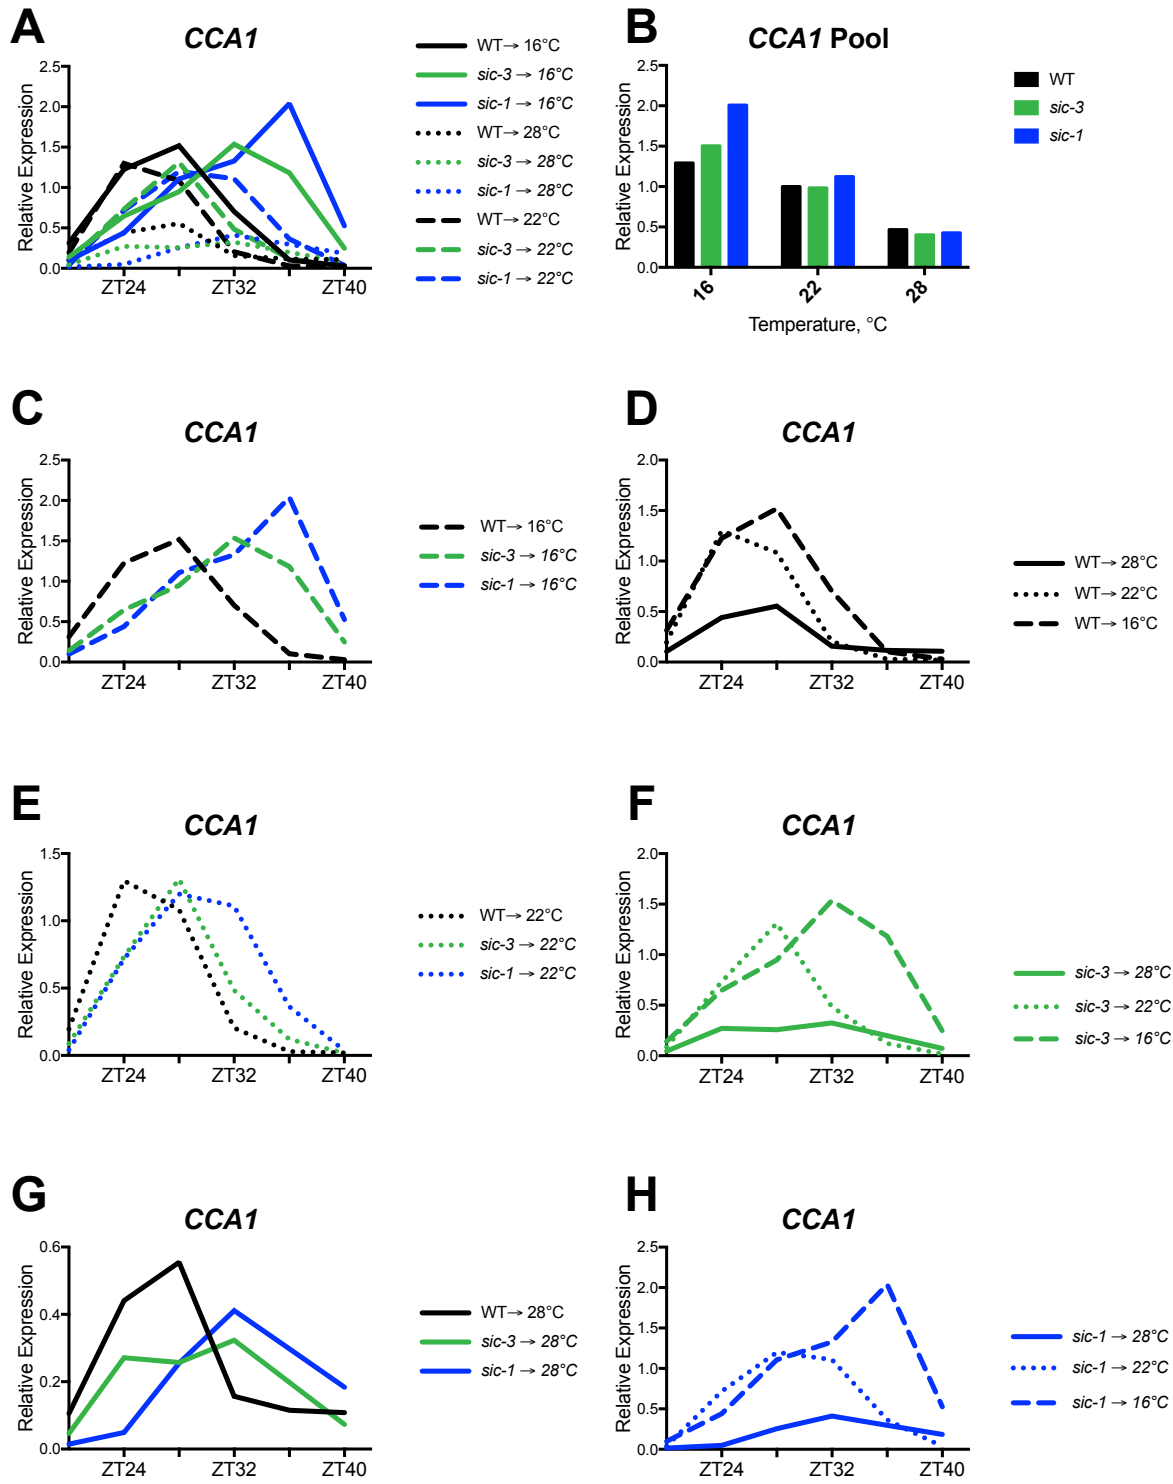 A
CCA1
Relative Expression
2.5
2.0
1.5
1.0
0.5
0.0
ZT24
ZT32
ZT40
WT→ 16°C
sic-3 → 16°C
sic-1 → 16°C
WT→ 28°C
sic-3 → 28°C
sic-1 → 28°C
WT→ 22°C
sic-3 → 22°C
sic-1 → 22°C
B
CCA1 Pool
Relative Expression
2.5
2.0
1.5
1.0
0.5
0.0
16
22
28
Temperature, °C
WT
sic-3
sic-1
C
CCA1
Relative Expression
2.5
2.0
1.5
1.0
0.5
0.0
ZT24
ZT32
ZT40
WT→ 16°C
sic-3 → 16°C
sic-1 → 16°C
D
CCA1
Relative Expression
2.0
1.5
1.0
0.5
0.0
ZT24
ZT32
ZT40
WT→ 28°C
WT→ 22°C
WT→ 16°C
E
CCA1
Relative Expression
1.5
1.0
0.5
0.0
ZT24
ZT32
ZT40
WT→ 22°C
sic-3 → 22°C
sic-1 → 22°C
F
CCA1
Relative Expression
2.0
1.5
1.0
0.5
0.0
ZT24
ZT32
ZT40
sic-3 → 28°C
sic-3 → 22°C
sic-3 → 16°C
G
CCA1
Relative Expression
0.6
0.4
0.2
0.0
ZT24
ZT32
ZT40
WT→ 28°C
sic-3 → 28°C
sic-1 → 28°C
H
CCA1
Relative Expression
2.5
2.0
1.5
1.0
0.5
0.0
ZT24
ZT32
ZT40
sic-1 → 28°C
sic-1 → 22°C
sic-1 → 16°C